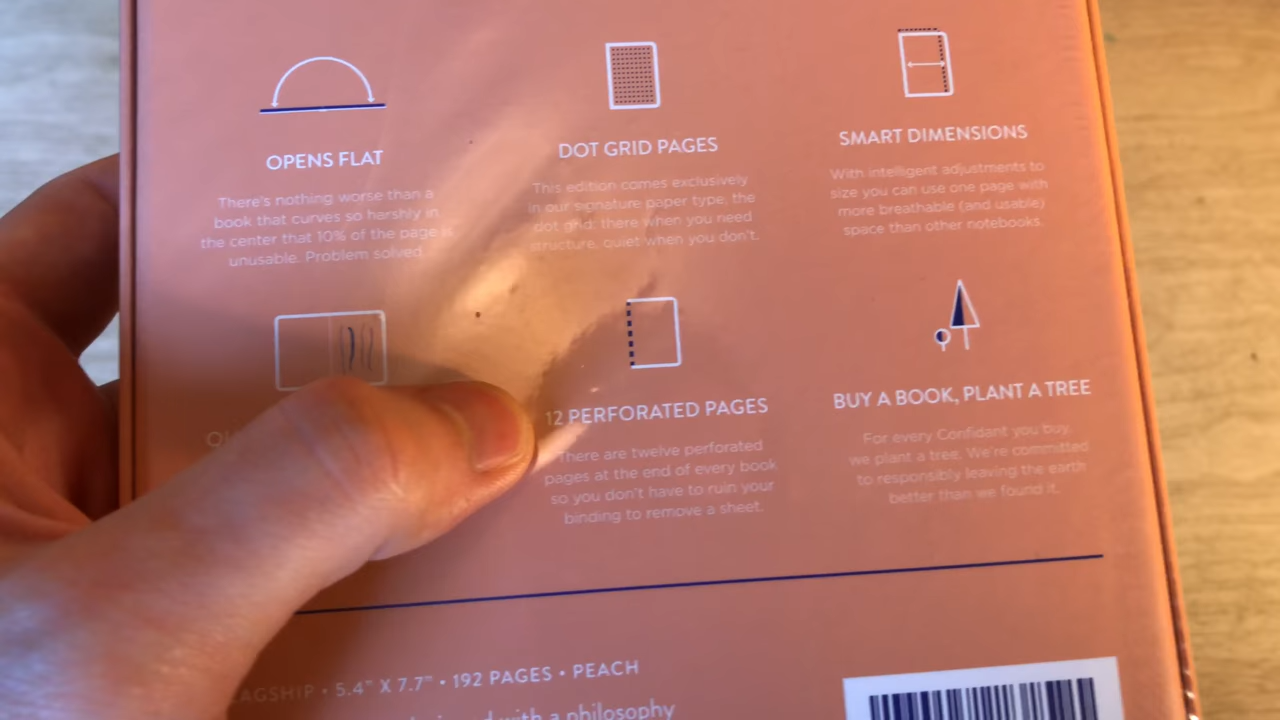 OPENS FLAT
There's nothing worse than a
book that curves so harshly in
the center that 10% of the page is
unusable. Problem solved.
DOT GRID PAGES
This edition comes exclusively
in our signature paper type, the
dot grid: there when you need
structure, quiet when you don't.
SMART DIMENSIONS
With intelligent adjustments to
size you can use one page with
more breathable (and usable)
space than other notebooks.
12 PERFORATED PAGES
There are twelve perforated
pages at the end of every book
so you don't have to ruin your
binding to remove a sheet.
BUY A BOOK, PLANT A TREE
For every Confidant you buy,
we plant a tree. We're committed
to responsibly leaving the earth
better than we found it.
AGSHIP • 5.4" X 7.7" • 192 PAGES • PEACH
with a philosophy